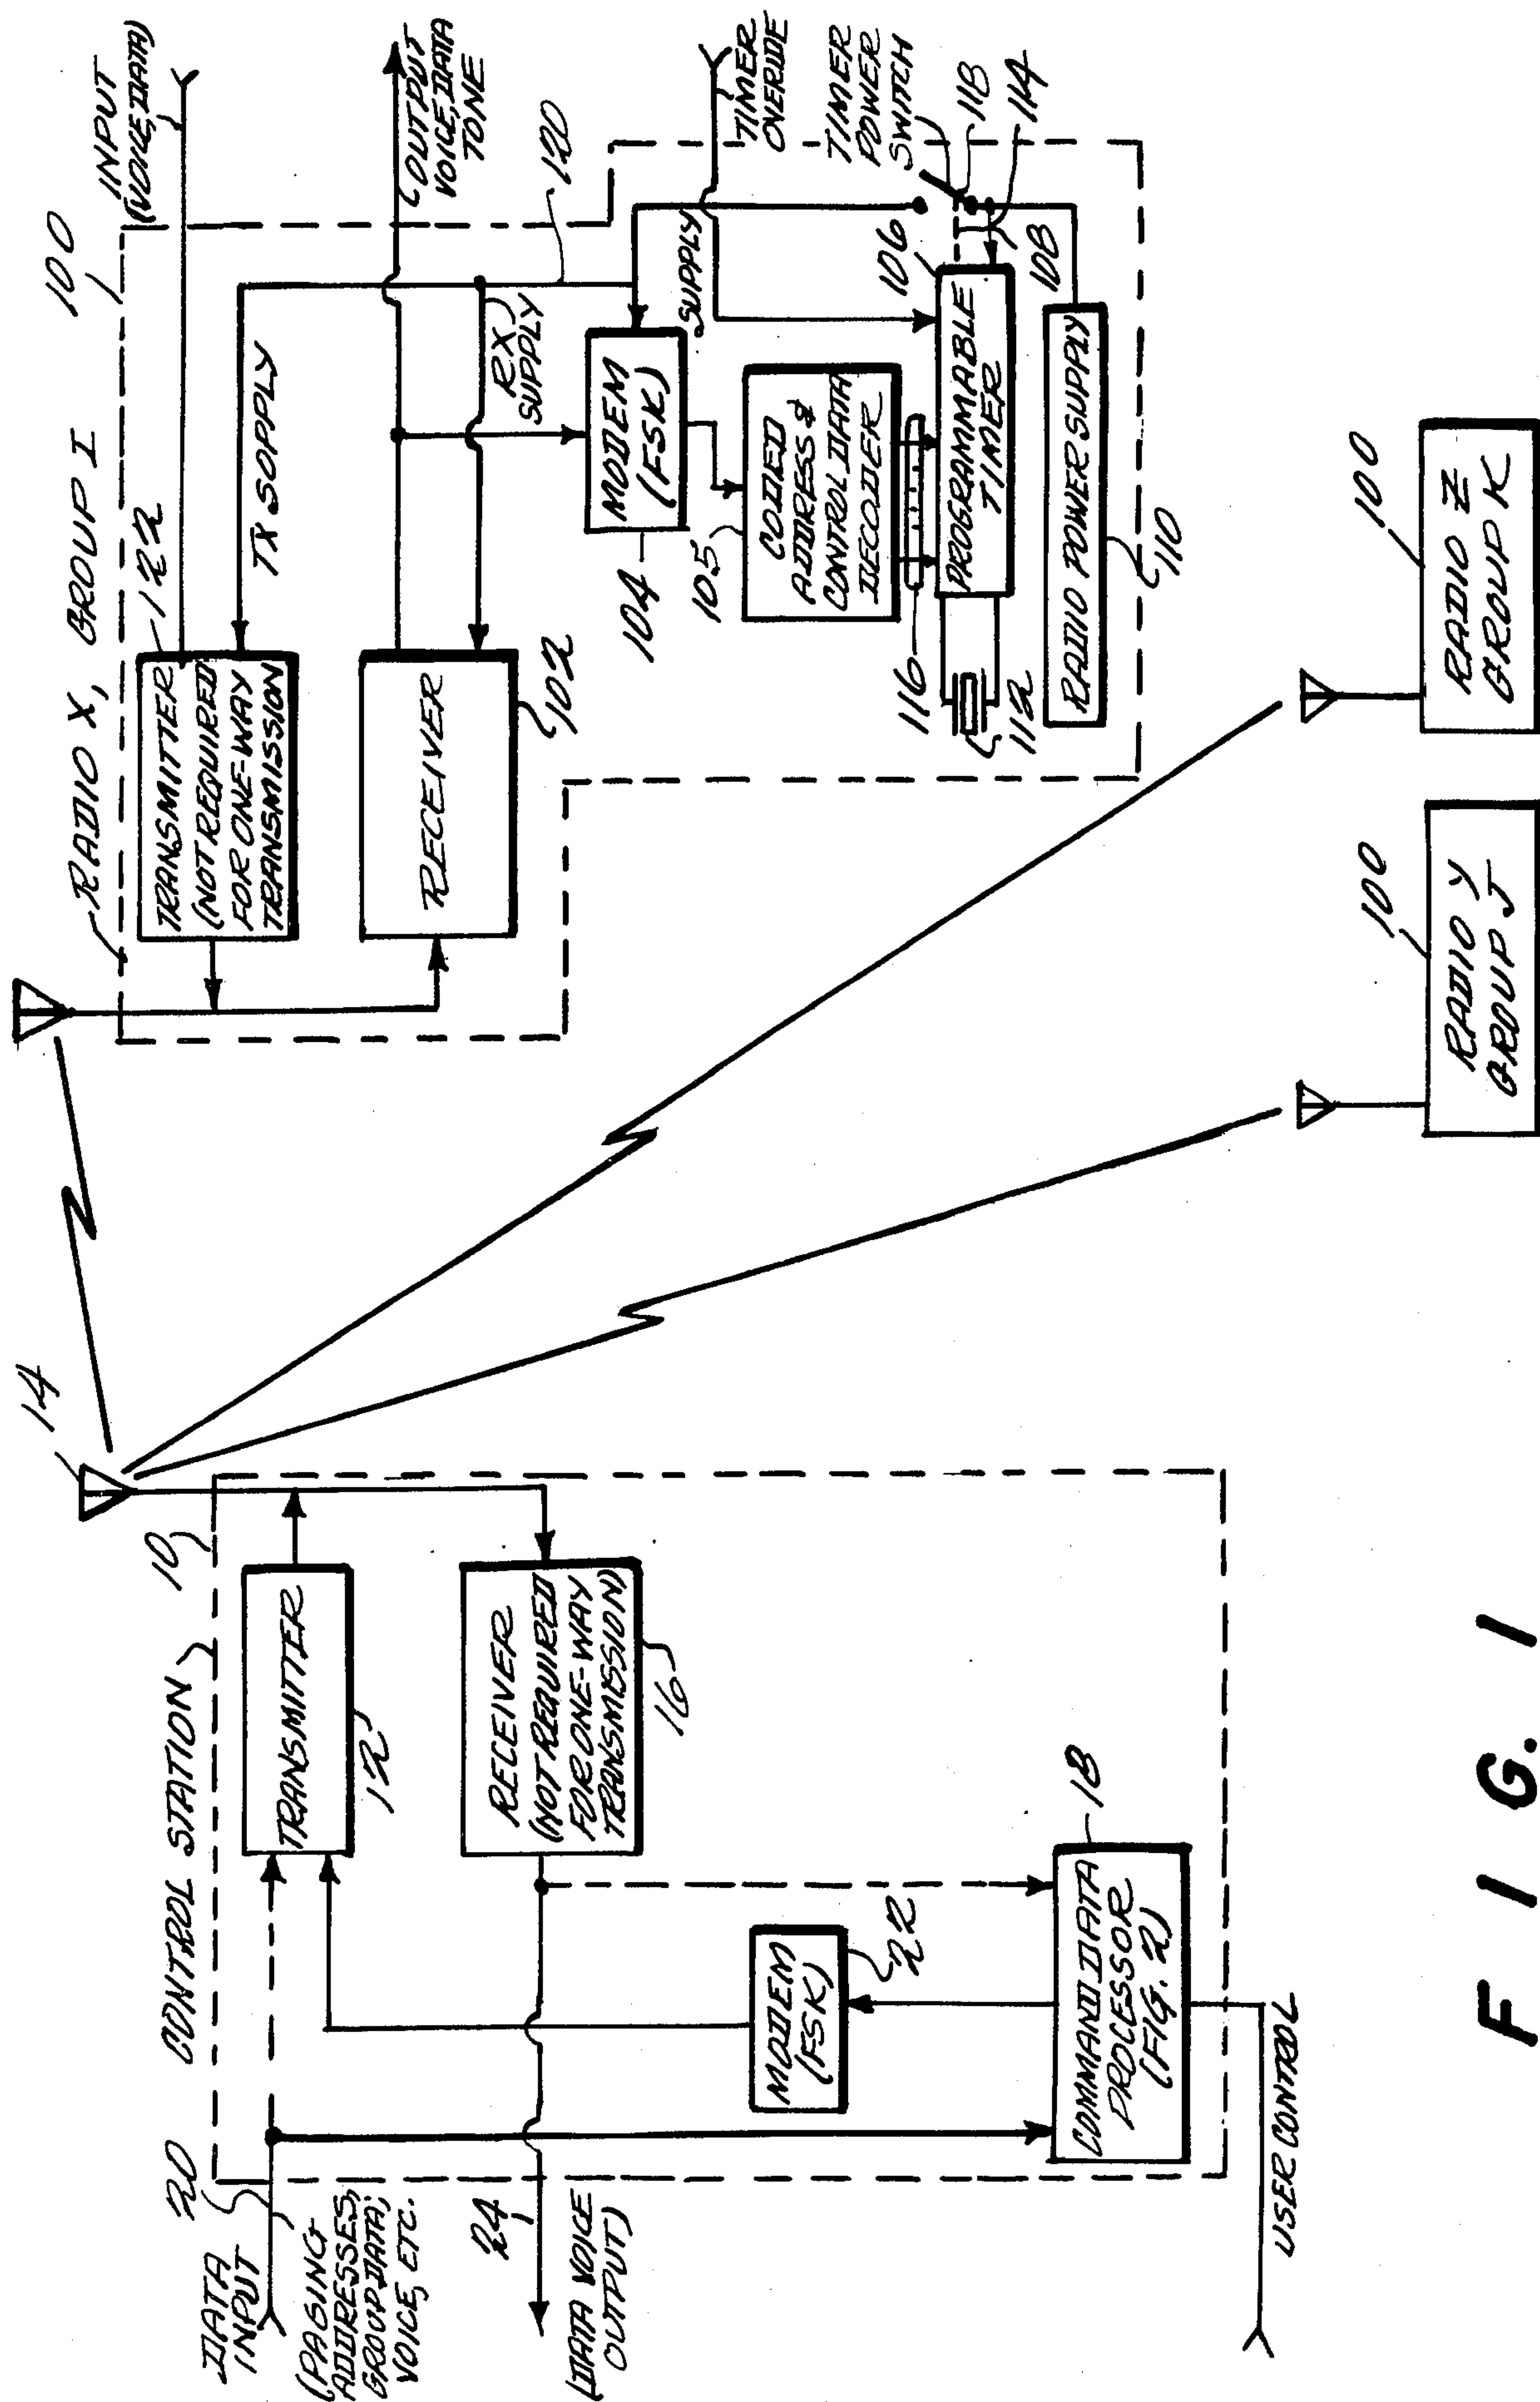 14
10
CONTROL STATION
20
DATA
INPUT
(PAGING
ADDRESSES,
GROUP DATA;
VOICE, ETC.
TRANSMITTER
12
RECEIVER
(NOT REQUIRED
FOR ONE-WAY
TRANSMISSION)
16
24
(DATA VOICE
OUTPUT)
MODEM
(FSK)
22
COMMAND DATA
PROCESSOR
(FIG. 2)
18
USER CONTROL
RADIO X, GROUP I
100
INPUT
(VOICE, DATA)
122
TRANSMITTER
(NOT REQUIRED
FOR ONE-WAY
TRANSMISSION
TX SUPPLY
OUTPUT
VOICE, DATA
TONE
RECEIVER
102
RX
SUPPLY
120
MODEM
(FSK)
104
SUPPLY
TIMER
OVERIDE
105
CODED
ADDRESS &
CONTROL DATA
DECODER
TIMER
POWER
SWITCH
118
114
106
116
PROGRAMMABLE
TIMER
112
108
RADIO POWER SUPPLY
110
RADIO Y
GROUP J
100
RADIO Z
GROUP K
100
FIG. 1